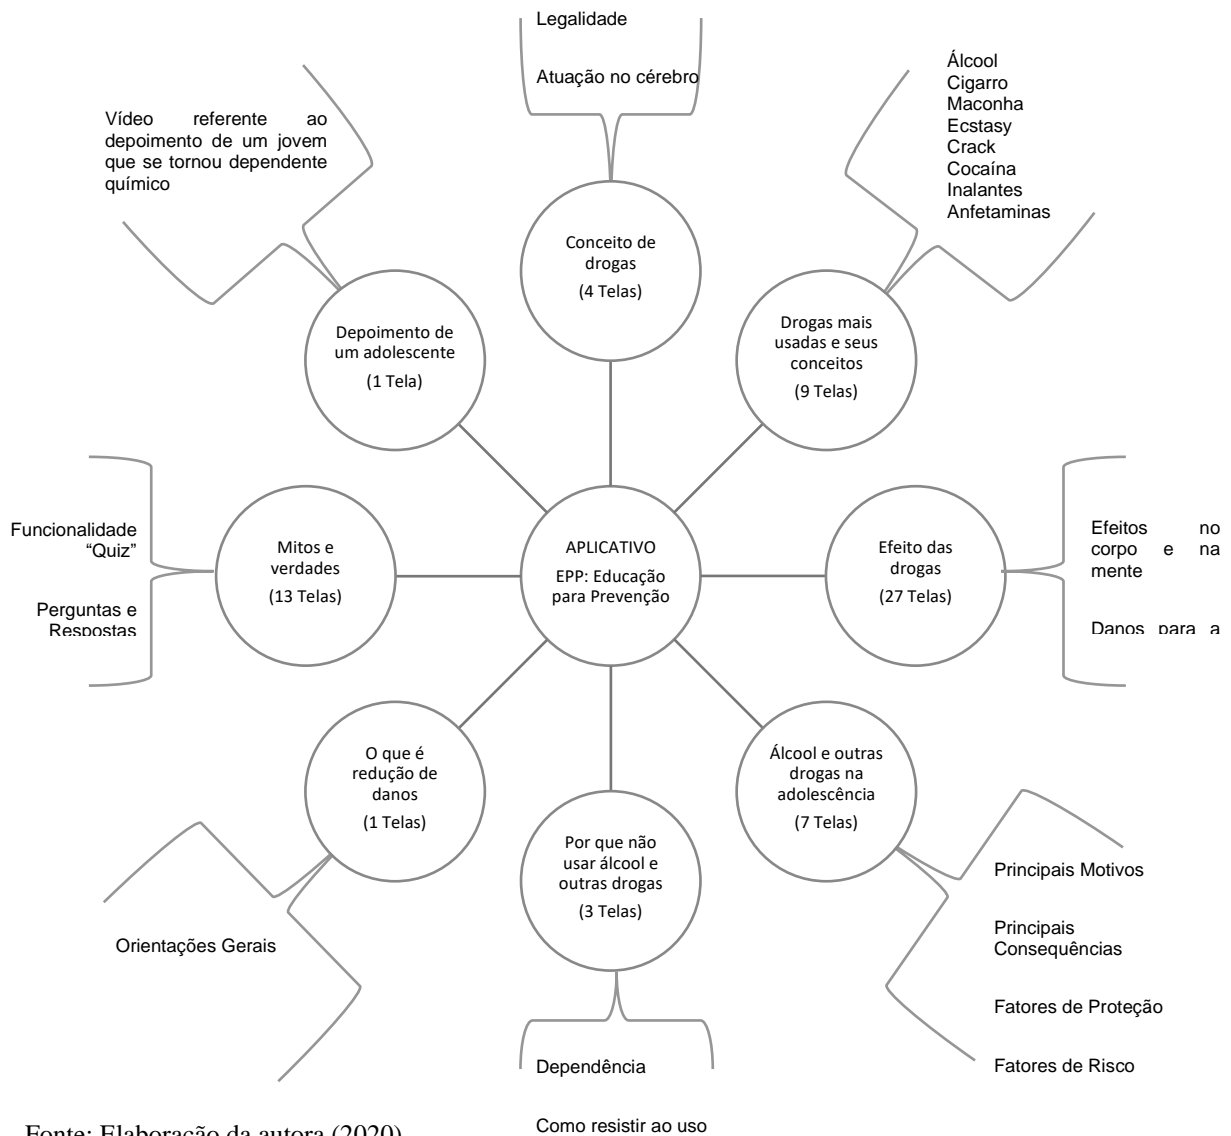 Legalidade
Atuação no cérebro
Álcool
Cigarro
Maconha
Ecstasy
Crack
Cocaína
Inalantes
Anfetaminas
Vídeo referente ao
depoimento de um jovem
que se tornou dependente
químico
Conceito de
drogas
(4 Telas)
Depoimento de
um adolescente
(1 Tela)
Drogas mais
usadas e seus
conceitos
(9 Telas)
Funcionalidade
“Quiz”
Perguntas e
Respostas
Mitos e
verdades
(13 Telas)
APLICATIVO
EPP: Educação
para Prevenção
Efeito das
drogas
(27 Telas)
Efeitos no
corpo e na
mente
Danos para a
O que é
redução de
danos
(1 Telas)
Álcool e outras
drogas na
adolescência
(7 Telas)
Por que não
usar álcool e
outras drogas
(3 Telas)
Orientações Gerais
Principais Motivos
Principais
Consequências
Fatores de Proteção
Fatores de Risco
Dependência
Como resistir ao uso
Fonte: Elaboração da autora (2020)